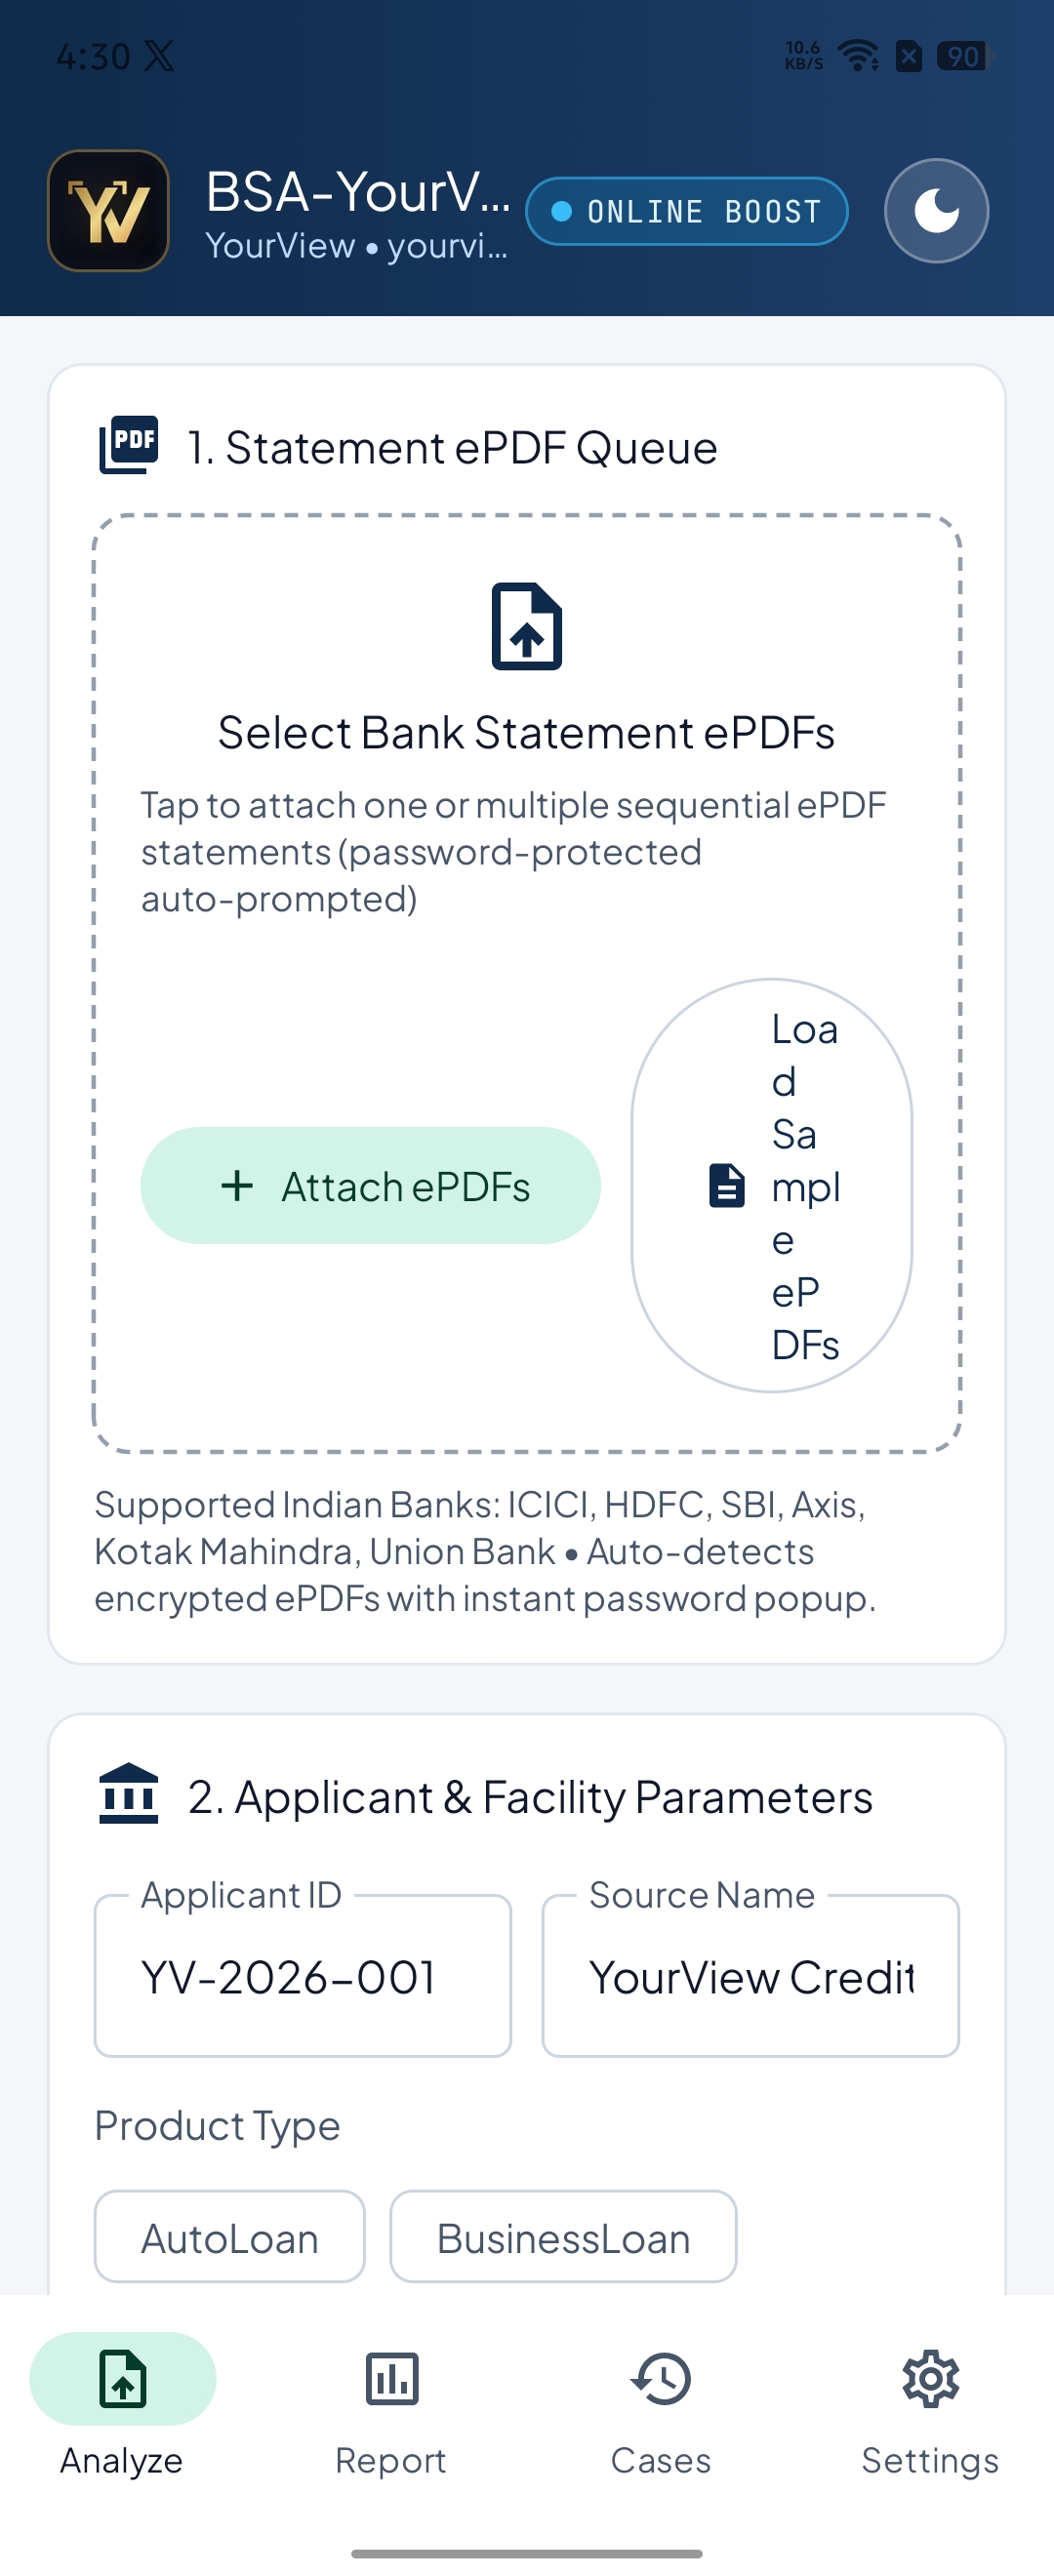 4:30
10.6
KB/S
90
YV
BSA-YourV...
YourView • yourvi...
ONLINE BOOST
PDF
1. Statement ePDF Queue
Select Bank Statement ePDFs
Tap to attach one or multiple sequential ePDF
statements (password-protected
auto-prompted)
+ Attach ePDFs
Loa
d
Sa
mpl
e
eP
DFs
Supported Indian Banks: ICICI, HDFC, SBI, Axis,
Kotak Mahindra, Union Bank • Auto-detects
encrypted ePDFs with instant password popup.
2. Applicant & Facility Parameters
Applicant ID
YV-2026-001
Source Name
YourView Credit
Product Type
AutoLoan
BusinessLoan
Analyze
Report
Cases
Settings